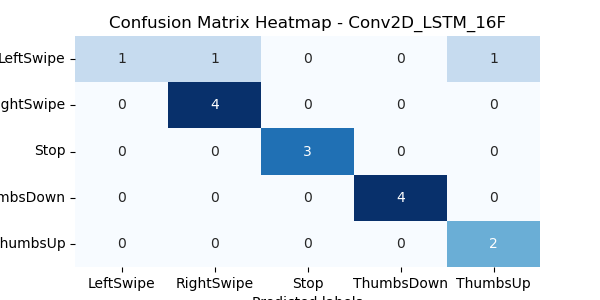 Confusion Matrix Heatmap - Conv2D_LSTM_16F
LeftSwipe 1 1 0 0 1
ghtSwipe 0 4 0 0 0
Stop 0 0 3 0 0
mbsDown 0 0 0 4 0
humbsUp 0 0 0 0 2
LeftSwipe RightSwipe Stop ThumbsDown ThumbsUp
Predicted labels